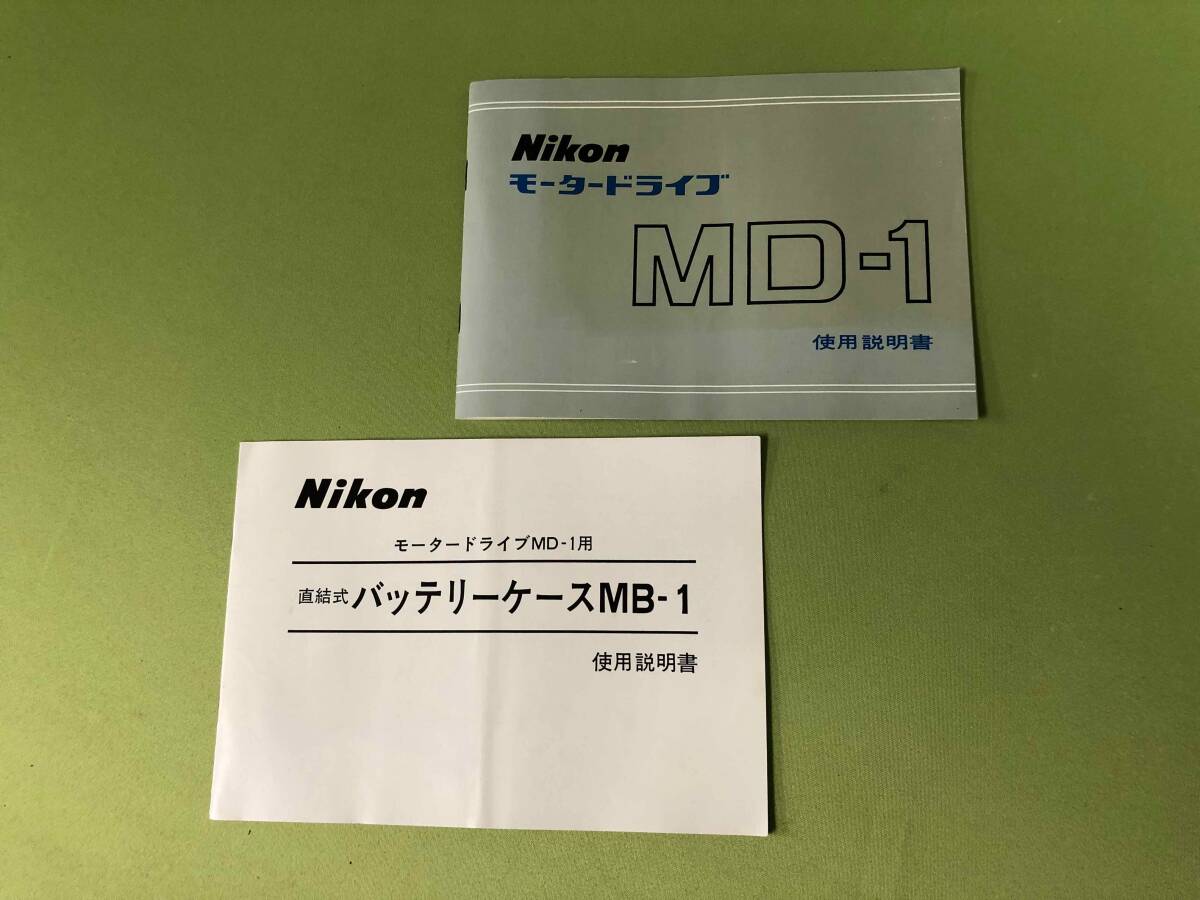 Nikon
モータードライブ
MD-1
使用説明書
Nikon
モータードライブMD-1用
直結式 バッテリーケースMB-1
使用説明書